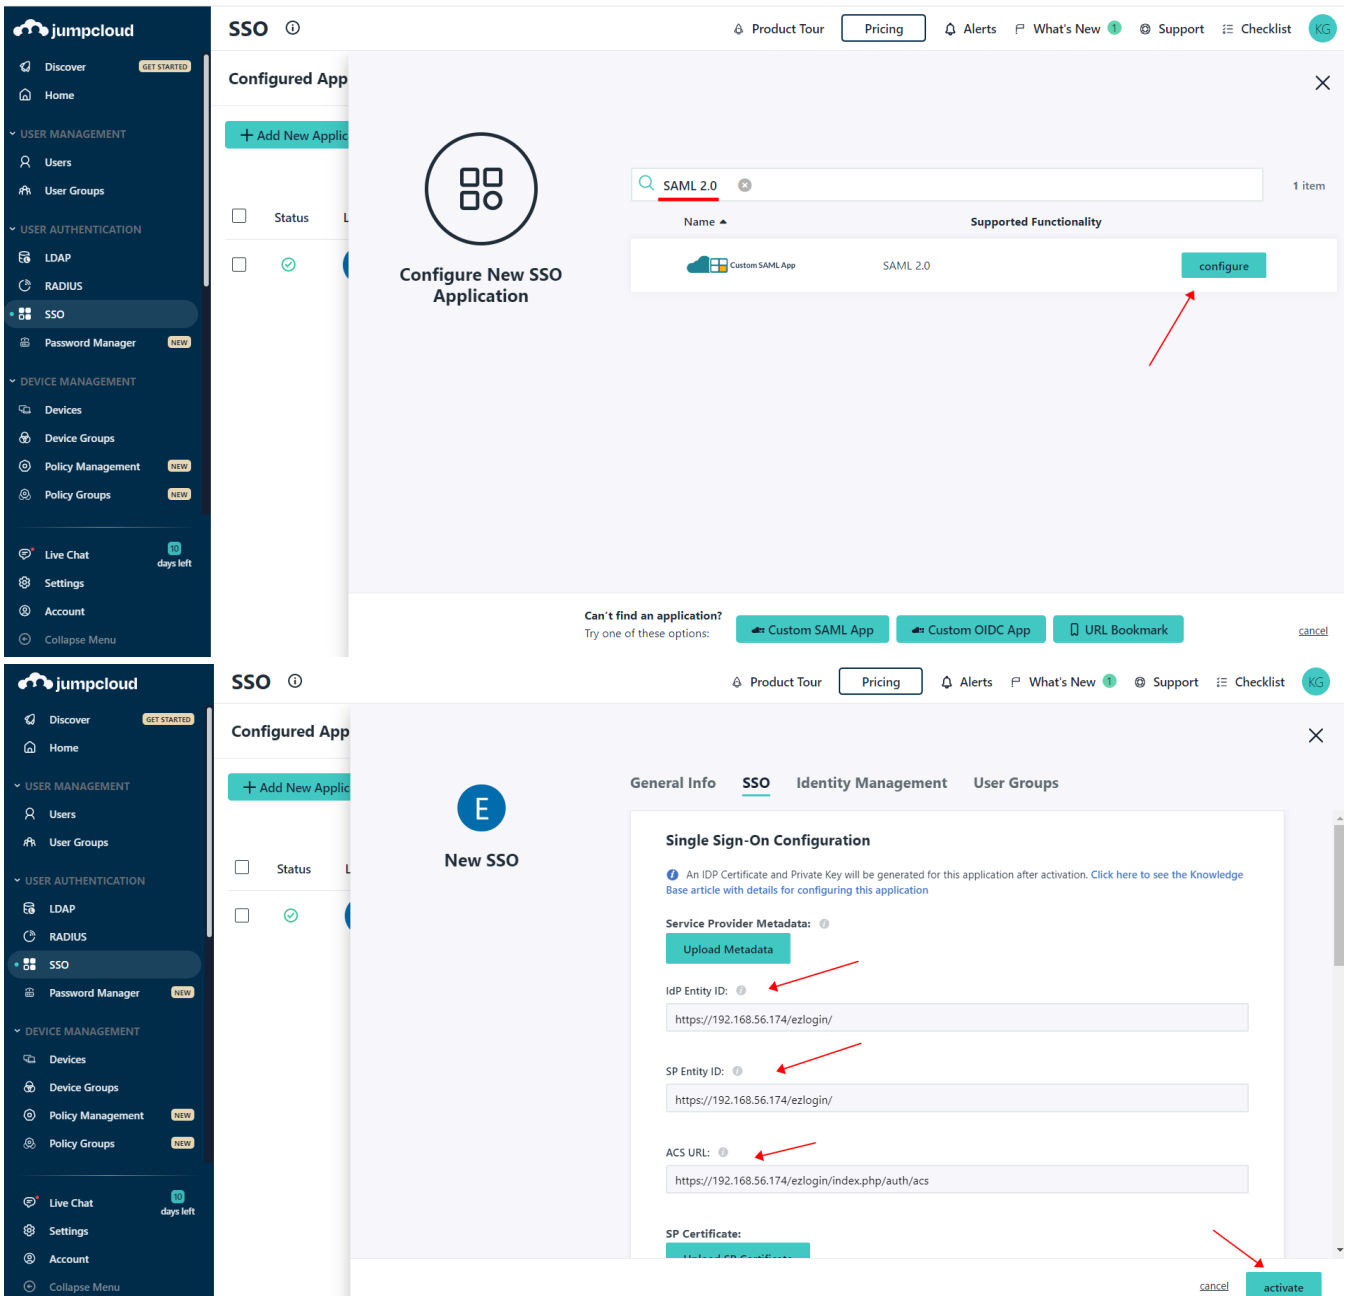 jumpcloud
Discover GET STARTED
Home
USER MANAGEMENT
Users
User Groups
USER AUTHENTICATION
LDAP
RADIUS
SSO
Password Manager NEW
DEVICE MANAGEMENT
Devices
Device Groups
Policy Management NEW
Policy Groups NEW
Live Chat 10 days left
Settings
Account
Collapse Menu
SSO
Product Tour Pricing Alerts What's New 1 Support Checklist KG
Configured App
+ Add New Applic
Status L
Configure New SSO
Application
SAML 2.0
1 item
Name Supported Functionality
Custom SAML App SAML 2.0 configure
Can't find an application?
Try one of these options:
Custom SAML App Custom OIDC App URL Bookmark cancel
jumpcloud
Discover GET STARTED
Home
USER MANAGEMENT
Users
User Groups
USER AUTHENTICATION
LDAP
RADIUS
SSO
Password Manager NEW
DEVICE MANAGEMENT
Devices
Device Groups
Policy Management NEW
Policy Groups NEW
Live Chat 10 days left
Settings
Account
Collapse Menu
SSO
Product Tour Pricing Alerts What's New 1 Support Checklist KG
Configured App
+ Add New Applic
Status L
E
New SSO
General Info SSO Identity Management User Groups
Single Sign-On Configuration
An IDP Certificate and Private Key will be generated for this application after activation. Click here to see the Knowledge
Base article with details for configuring this application
Service Provider Metadata:
Upload Metadata
IdP Entity ID:
https://192.168.56.174/ezlogin/
SP Entity ID:
https://192.168.56.174/ezlogin/
ACS URL:
https://192.168.56.174/ezlogin/index.php/auth/acs
SP Certificate:
Upload SP Certificate
cancel activate